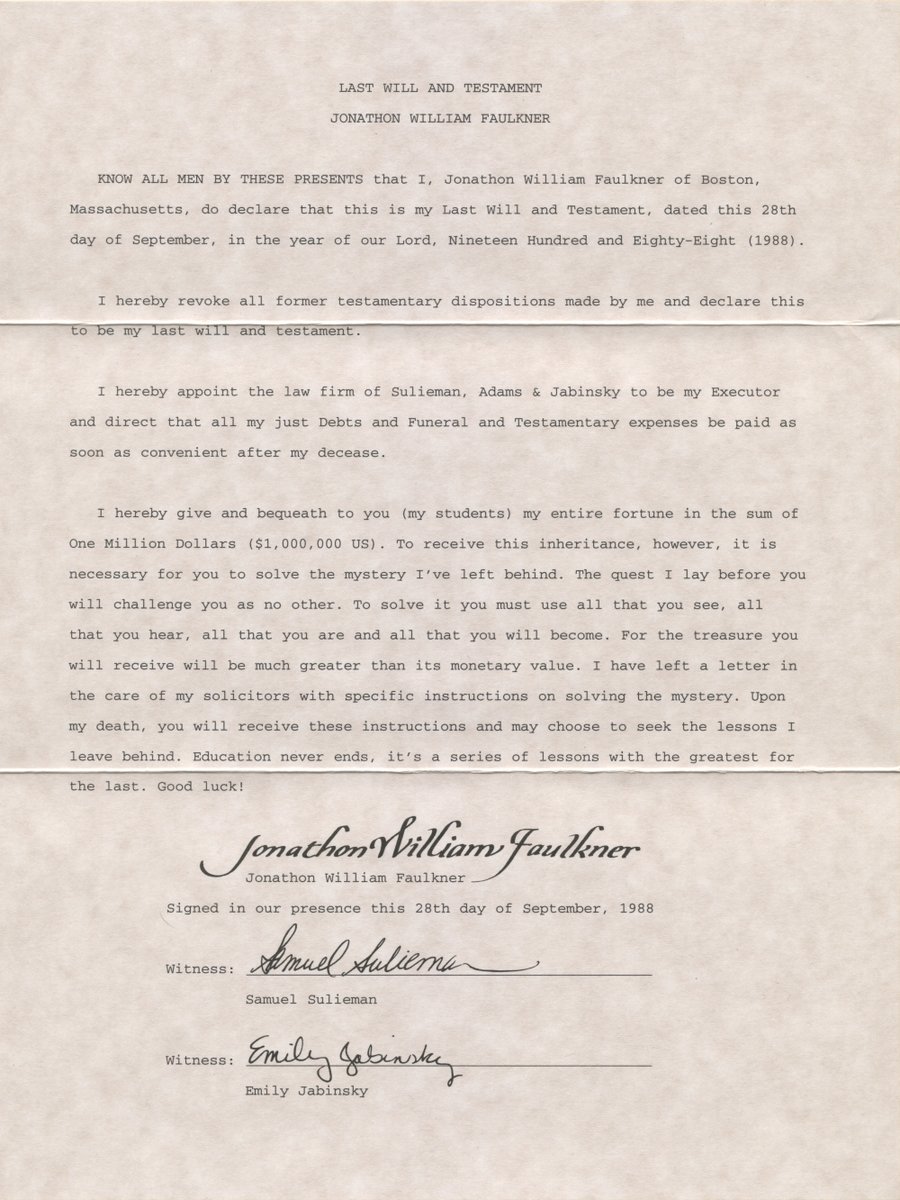 LAST WILL AND TESTAMENT
JONATHON WILLIAM FAULKNER
KNOW ALL MEN BY THESE PRESENTS that I, Jonathon William Faulkner of Boston,
Massachusetts, do declare that this is my Last Will and Testament, dated this 28th
day of September, in the year of our Lord, Nineteen Hundred and Eighty-Eight (1988).
I hereby revoke all former testamentary dispositions made by me and declare this
to be my last will and testament.
I hereby appoint the law firm of Sulieman, Adams & Jabinsky to be my Executor
and direct that all my just Debts and Funeral and Testamentary expenses be paid as
soon as convenient after my decease.
I hereby give and bequeath to you (my students) my entire fortune in the sum of
One Million Dollars ($1,000,000 US). To receive this inheritance, however, it is
necessary for you to solve the mystery I've left behind. The quest I lay before you
will challenge you as no other. To solve it you must use all that you see, all
that you hear, all that you are and all that you will become. For the treasure you
will receive will be much greater than its monetary value. I have left a letter in
the care of my solicitors with specific instructions on solving the mystery. Upon
my death, you will receive these instructions and may choose to seek the lessons I
leave behind. Education never ends, it's a series of lessons with the greatest for
the last. Good luck!
Jonathon William Faulkner
Jonathon William Faulkner
Signed in our presence this 28th day of September, 1988
Witness: Samuel Sulieman
Samuel Sulieman
Witness: Emily Jabinsky
Emily Jabinsky